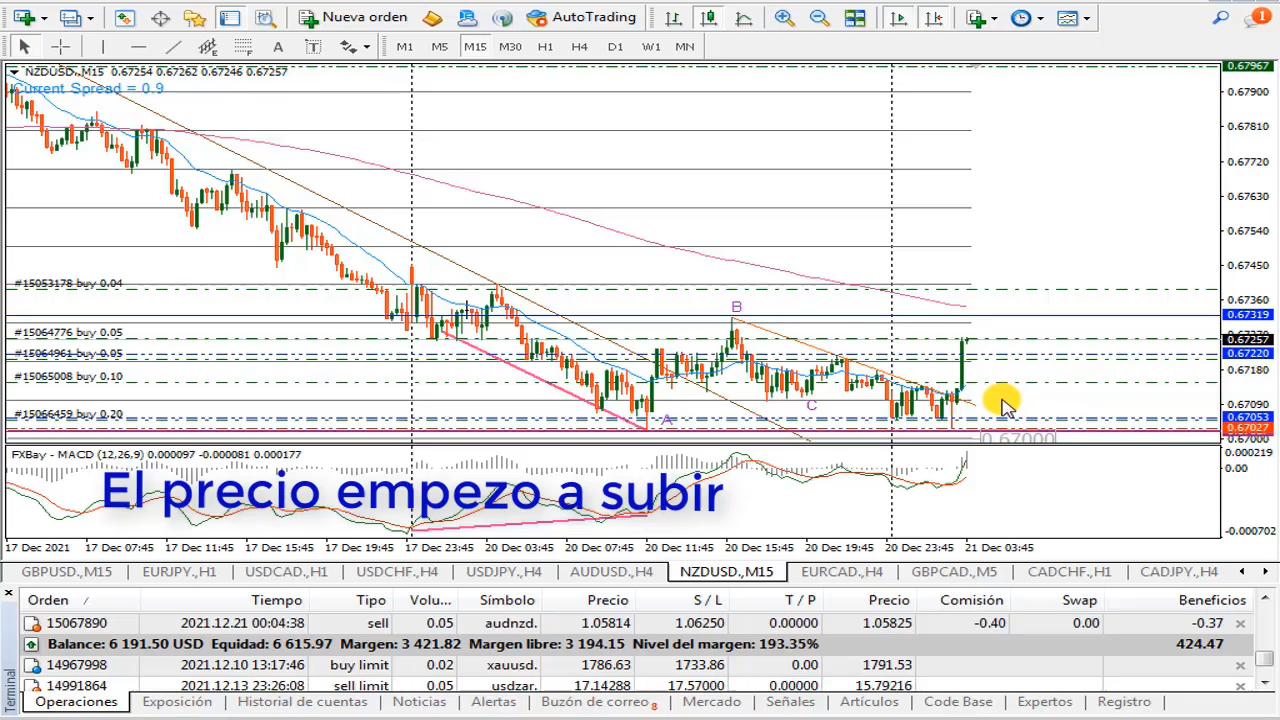 Nueva orden AutoTrading 1
A T M1 M5 M15 M30 H1 H4 D1 W1 MN
NZDUSD.,M15 0.67254 0.67262 0.67246 0.67257
Current Spread = 0.9
0.67967
0.67900
0.67810
0.67720
0.67630
0.67540
0.67450
0.67360
0.67319
0.67257
0.67220
0.67180
0.67090
0.67053
0.67027
0.67000
#15053178 buy 0.04
#15064776 buy 0.05
#15064961 buy 0.05
#15065008 buy 0.10
#15066459 buy 0.20
A
B
C
0.67000
FXBay - MACD (12,26,9) 0.000097 -0.000081 0.000177
0.000219
0.00
-0.000702
El precio empezo a subir
17 Dec 2021 17 Dec 07:45 17 Dec 11:45 17 Dec 15:45 17 Dec 19:45 17 Dec 23:45 20 Dec 03:45 20 Dec 07:45 20 Dec 11:45 20 Dec 15:45 20 Dec 19:45 20 Dec 23:45 21 Dec 03:45
GBPUSD.,M15 EURJPY.,H1 USDCAD.,H1 USDCHF.,H4 USDJPY.,H4 AUDUSD.,H4 NZDUSD.,M15 EURCAD.,H4 GBPCAD.,M5 CADCHF.,H1 CADJPY.,H4
Orden Tiempo Tipo Volu... Símbolo Precio S / L T / P Precio Comisión Swap Beneficios
15067890 2021.12.21 00:04:38 sell 0.05 audnzd. 1.05814 1.06250 0.00000 1.05825 -0.40 0.00 -0.37
Balance: 6 191.50 USD Equidad: 6 615.97 Margen: 3 421.82 Margen libre: 3 194.15 Nivel del margen: 193.35% 424.47
14967998 2021.12.10 13:17:46 buy limit 0.02 xauusd. 1786.63 1733.86 0.00 1791.53
14991864 2021.12.13 23:26:08 sell limit 0.05 usdzar. 17.14288 17.57000 0.00000 15.79216
Terminal
Operaciones Exposición Historial de cuentas Noticias Alertas Buzón de correo 8 Mercado Señales Artículos Code Base Expertos Registro